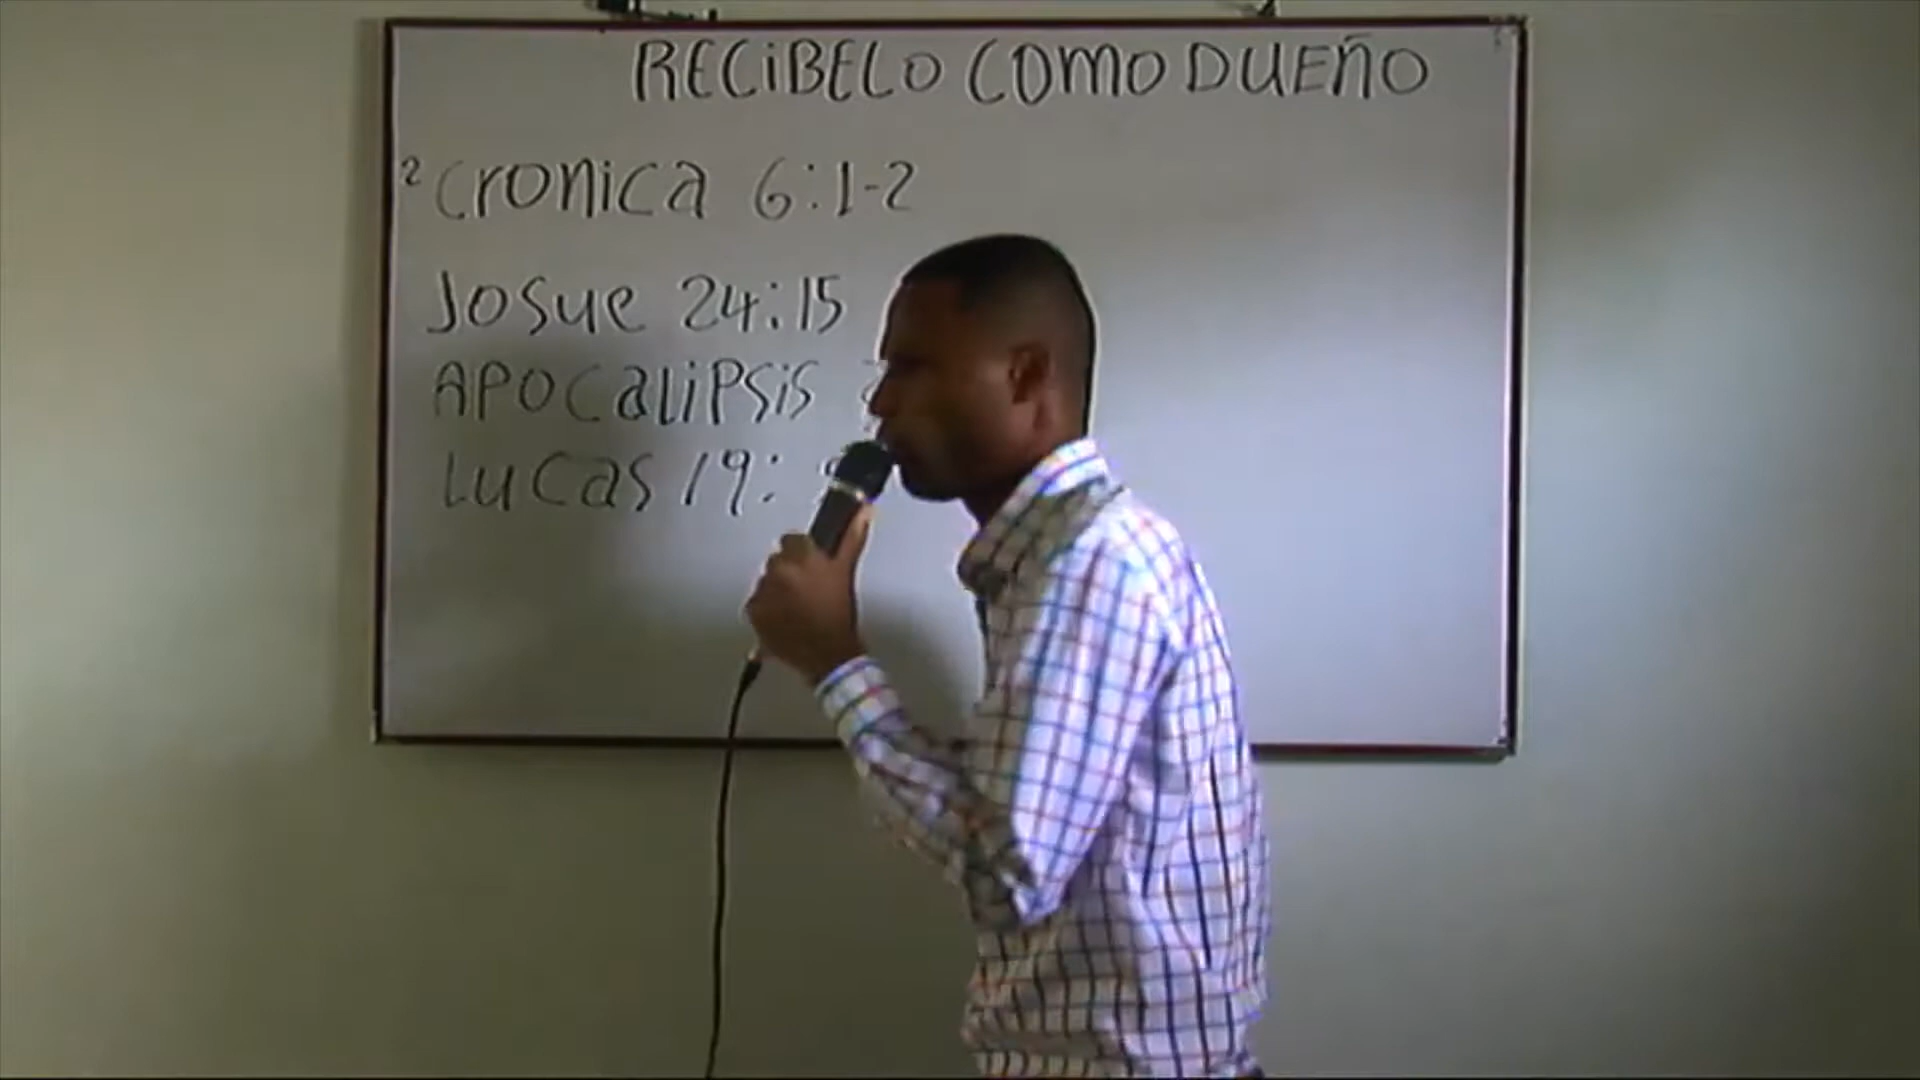 RECiBELO COMO DUEÑO
2 CRONiCA 6:1-2
JOSUE 24:15
APOCALiPSiS
LUCAS 19: